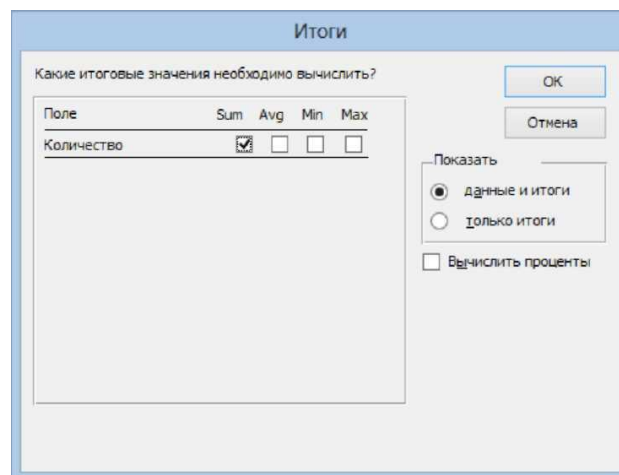 Итоги
Какие итоговые значения необходимо вычислить?
Поле Sum Avg Min Max
Количество
ОК
Отмена
Показать
данные и итоги
только итоги
Вычислить проценты